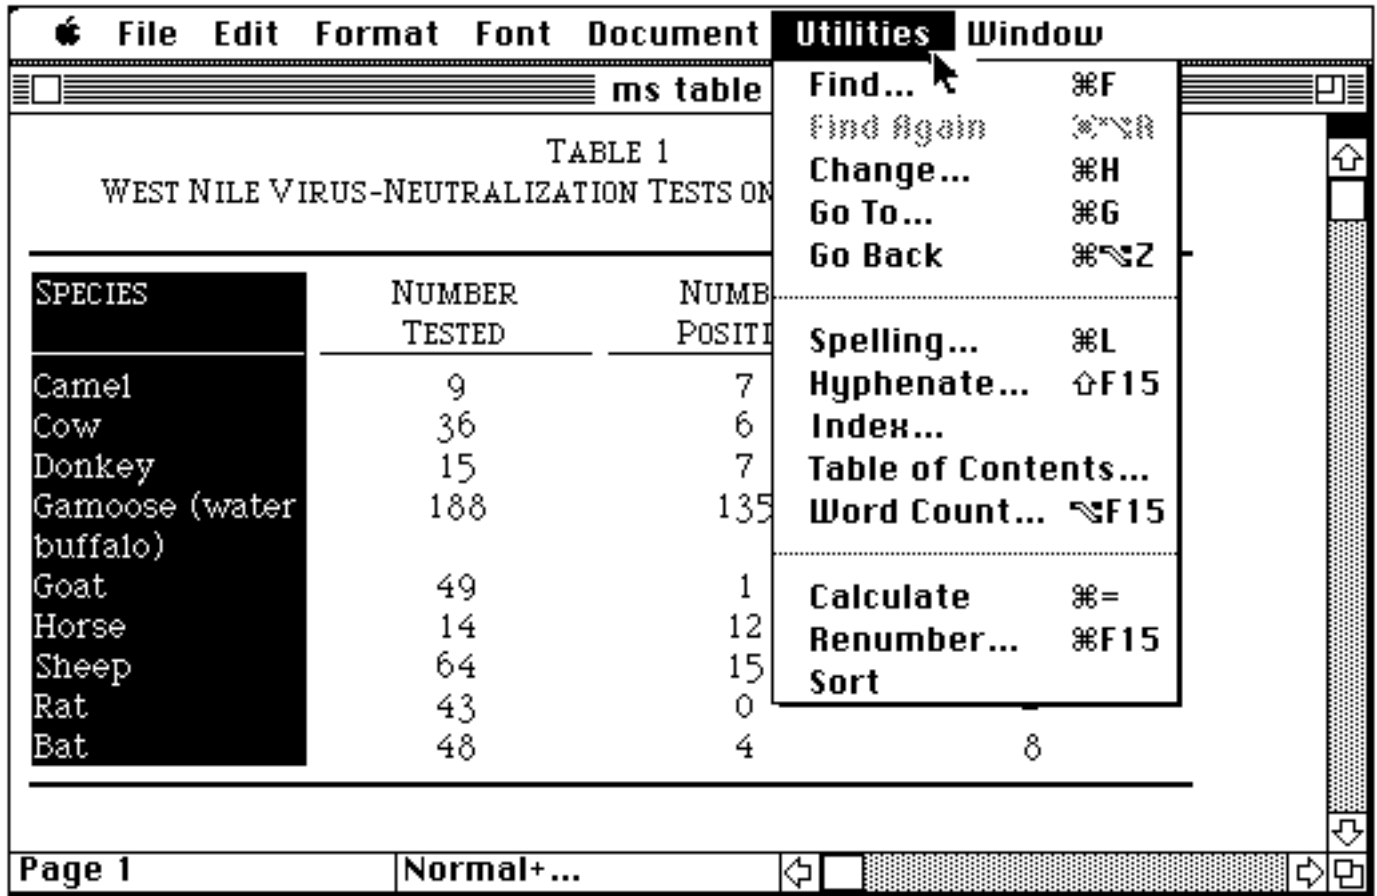 File Edit Format Font Document Utilities Window
ms table
Find... ⌘F
Find Again ⌘⌥A
Change... ⌘H
Go To... ⌘G
Go Back ⌘⌥Z
Spelling... ⌘L
Hyphenate... ⇧F15
Index...
Table of Contents...
Word Count... ⌥F15
Calculate ⌘=
Renumber... ⌘F15
Sort
TABLE 1
WEST NILE VIRUS-NEUTRALIZATION TESTS ON
SPECIES NUMBER NUMB
TESTED POSITI
Camel 9 7
Cow 36 6
Donkey 15 7
Gamoose (water 188 135
buffalo)
Goat 49 1
Horse 14 12
Sheep 64 15
Rat 43 0
Bat 48 4 8
Page 1 Normal+...